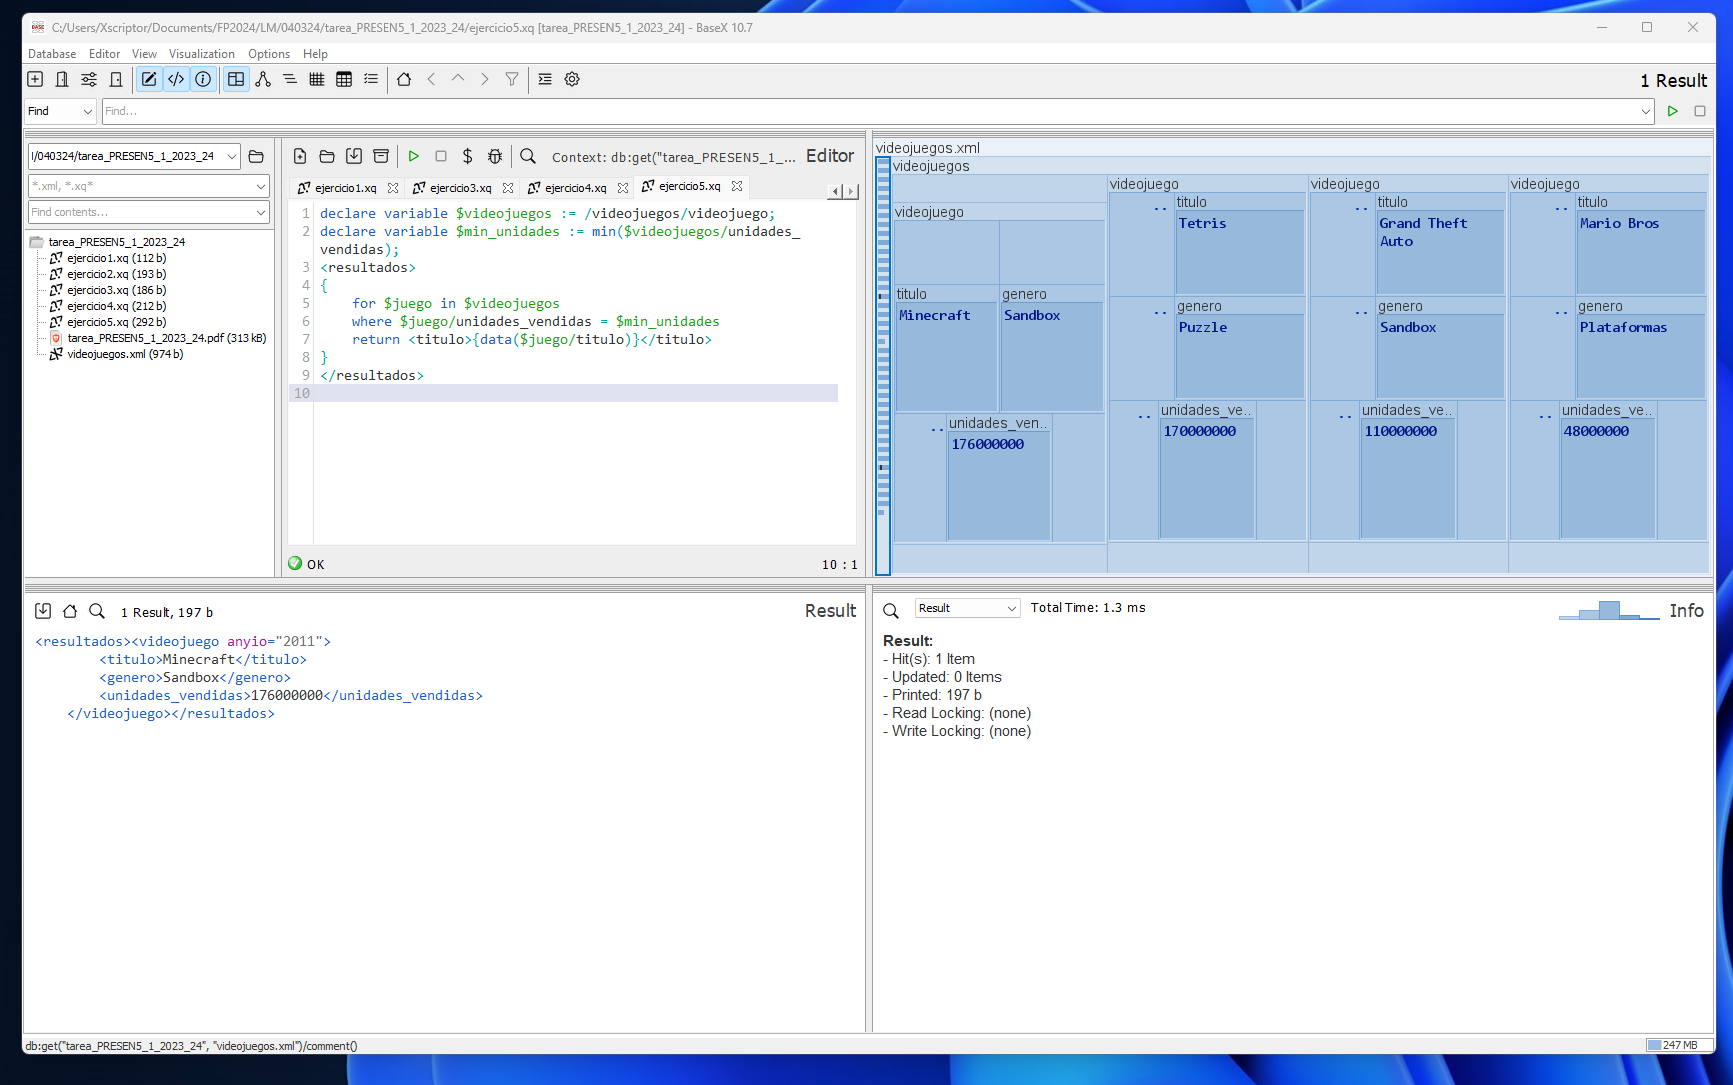 C:/Users/Xscriptor/Documents/FP2024/LM/040324/tarea_PRESEN5_1_2023_24/ejercicio5.xq [tarea_PRESEN5_1_2023_24] - BaseX 10.7
Database Editor View Visualization Options Help
1 Result
Find Find...
l/040324/tarea_PRESEN5_1_2023_24
*.xml, *.xq*
Find contents...
tarea_PRESEN5_1_2023_24
ejercicio1.xq (112 b)
ejercicio2.xq (193 b)
ejercicio3.xq (186 b)
ejercicio4.xq (212 b)
ejercicio5.xq (292 b)
tarea_PRESEN5_1_2023_24.pdf (313 kB)
videojuegos.xml (974 b)
Context: db:get("tarea_PRESEN5_1_... Editor
ejercicio1.xq ejercicio3.xq ejercicio4.xq ejercicio5.xq
1 declare variable $videojuegos := /videojuegos/videojuego;
2 declare variable $min_unidades := min($videojuegos/unidades_
vendidas);
3 <resultados>
4 {
5 for $juego in $videojuegos
6 where $juego/unidades_vendidas = $min_unidades
7 return <titulo>{data($juego/titulo)}</titulo>
8 }
9 </resultados>
10
OK 10 : 1
videojuegos.xml
videojuegos
videojuego
titulo
Minecraft
genero
Sandbox
.. unidades_ven..
176000000
videojuego
.. titulo
Tetris
.. genero
Puzzle
.. unidades_ve..
170000000
videojuego
.. titulo
Grand Theft
Auto
.. genero
Sandbox
.. unidades_ve..
110000000
videojuego
.. titulo
Mario Bros
.. genero
Plataformas
.. unidades_ve..
48000000
1 Result, 197 b Result
<resultados><videojuego anyio="2011">
<titulo>Minecraft</titulo>
<genero>Sandbox</genero>
<unidades_vendidas>176000000</unidades_vendidas>
</videojuego></resultados>
Result Total Time: 1.3 ms Info
Result:
- Hit(s): 1 Item
- Updated: 0 Items
- Printed: 197 b
- Read Locking: (none)
- Write Locking: (none)
db:get("tarea_PRESEN5_1_2023_24", "videojuegos.xml")/comment()
247 MB